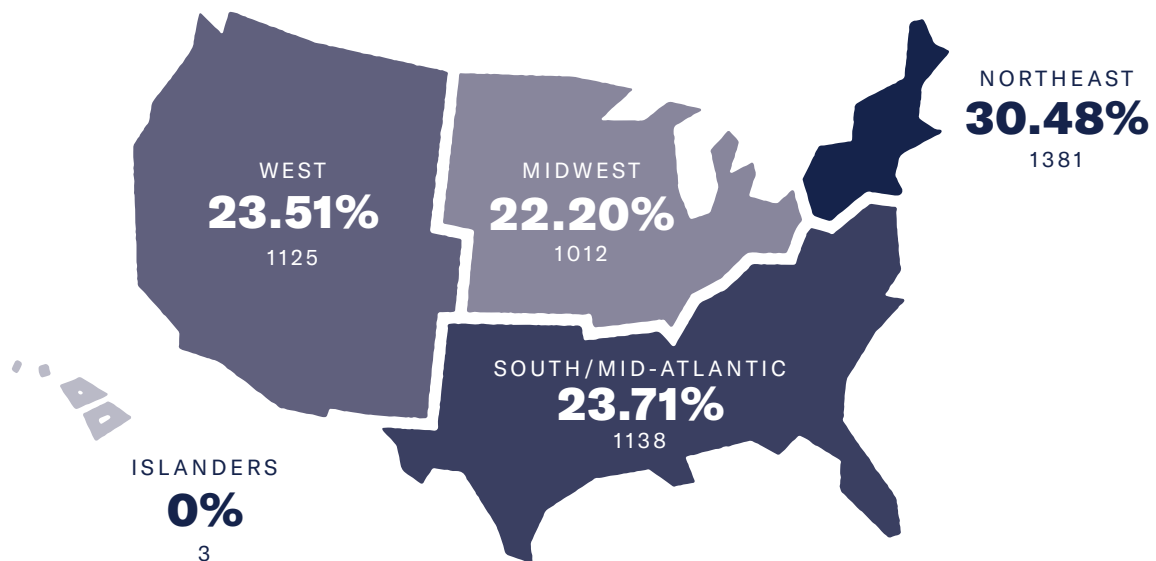 NORTHEAST
30.48%
1381
WEST
23.51%
1125
MIDWEST
22.20%
1012
SOUTH/MID-ATLANTIC
23.71%
1138
ISLANDERS
0%
3